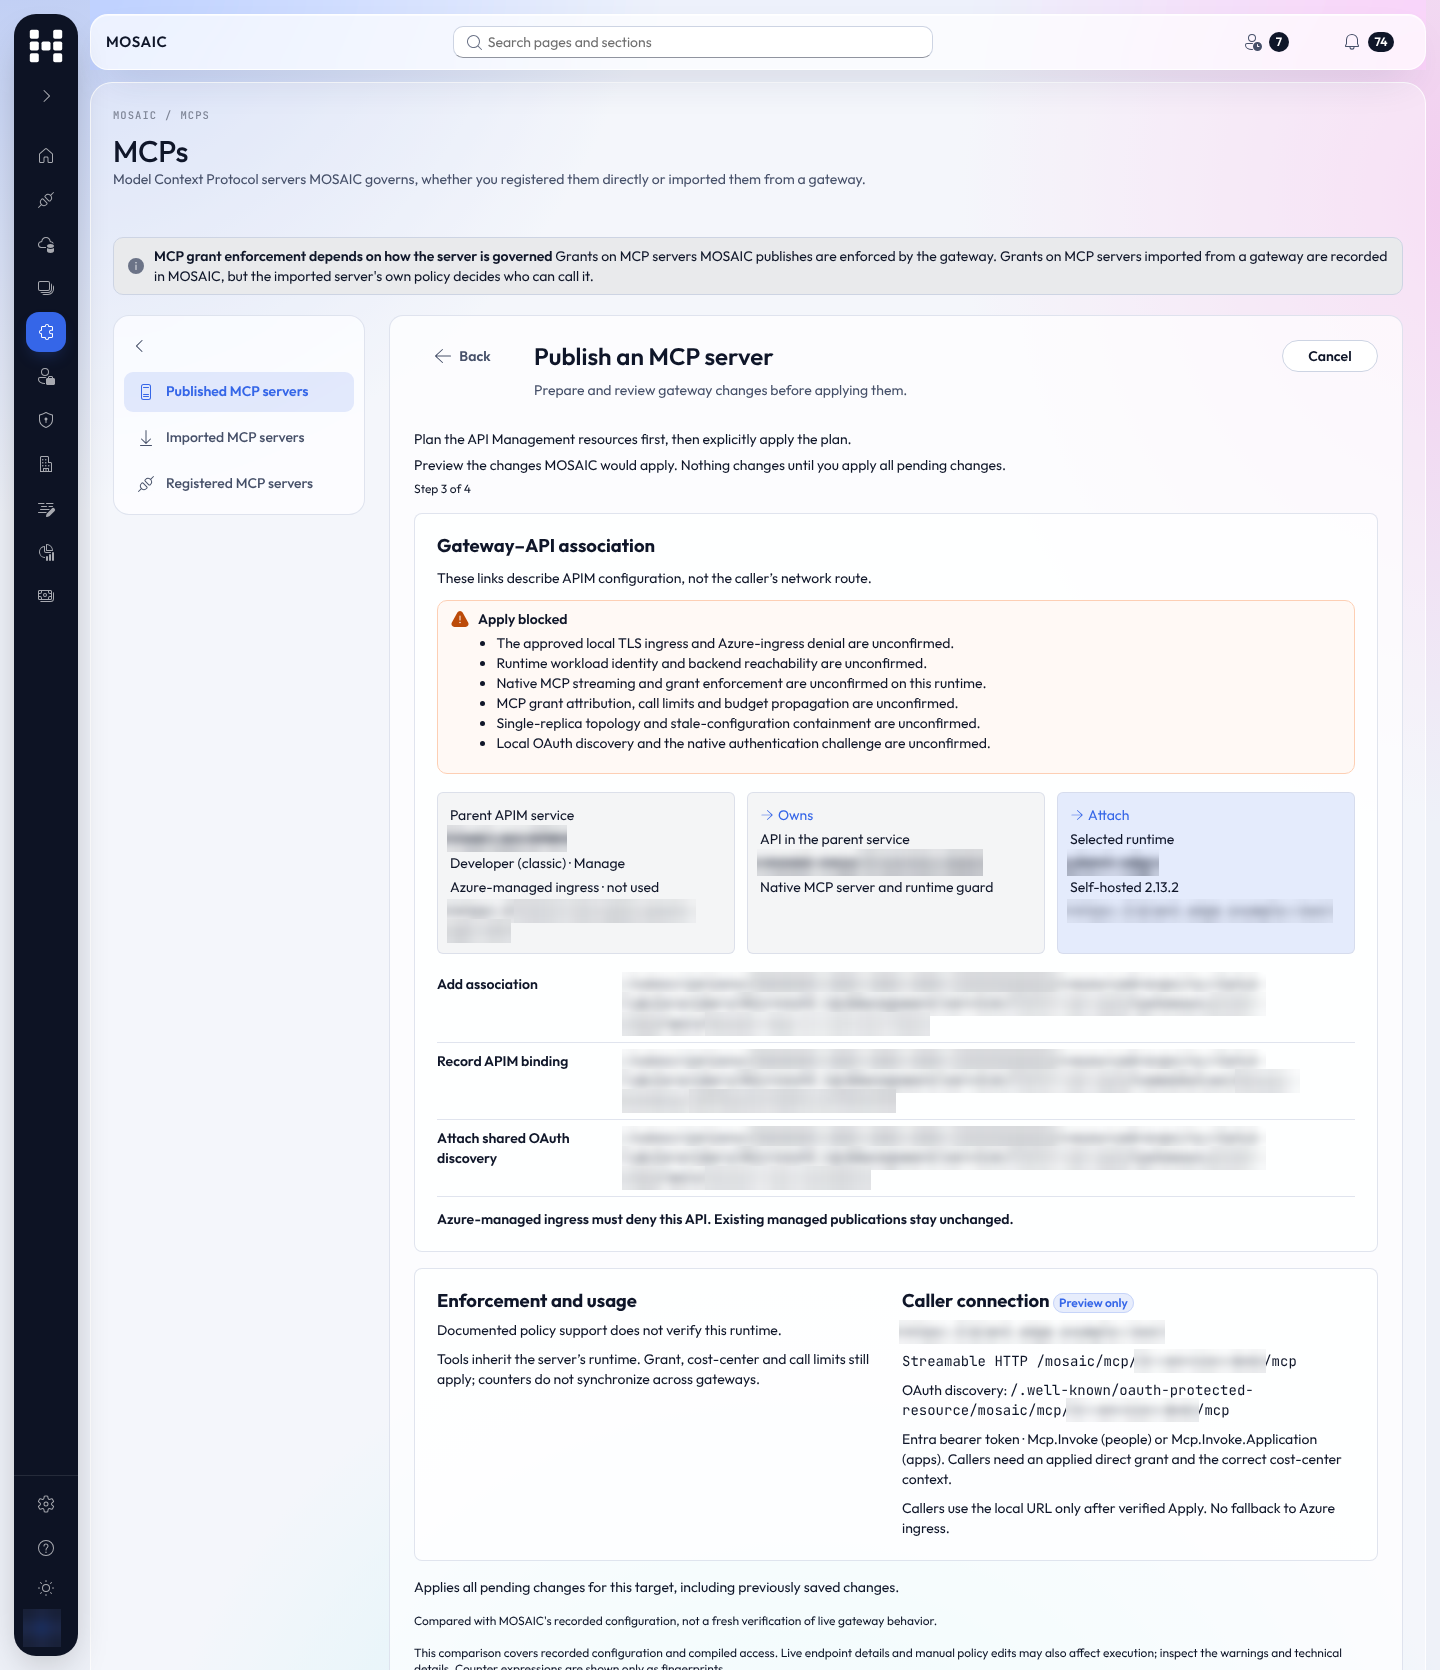 MOSAIC
Search pages and sections
7
74
MOSAIC / MCPS
MCPs
Model Context Protocol servers MOSAIC governs, whether you registered them directly or imported them from a gateway.
MCP grant enforcement depends on how the server is governed Grants on MCP servers MOSAIC publishes are enforced by the gateway. Grants on MCP servers imported from a gateway are recorded
in MOSAIC, but the imported server's own policy decides who can call it.
Published MCP servers
Imported MCP servers
Registered MCP servers
Back
Publish an MCP server
Cancel
Prepare and review gateway changes before applying them.
Plan the API Management resources first, then explicitly apply the plan.
Preview the changes MOSAIC would apply. Nothing changes until you apply all pending changes.
Step 3 of 4
Gateway–API association
These links describe APIM configuration, not the caller's network route.
Apply blocked
• The approved local TLS ingress and Azure-ingress denial are unconfirmed.
• Runtime workload identity and backend reachability are unconfirmed.
• Native MCP streaming and grant enforcement are unconfirmed on this runtime.
• MCP grant attribution, call limits and budget propagation are unconfirmed.
• Single-replica topology and stale-configuration containment are unconfirmed.
• Local OAuth discovery and the native authentication challenge are unconfirmed.
Parent APIM service
Developer (classic) · Manage
Azure-managed ingress · not used
→ Owns
API in the parent service
Native MCP server and runtime guard
→ Attach
Selected runtime
Self-hosted 2.13.2
Add association
Record APIM binding
Attach shared OAuth
discovery
Azure-managed ingress must deny this API. Existing managed publications stay unchanged.
Enforcement and usage
Documented policy support does not verify this runtime.
Tools inherit the server's runtime. Grant, cost-center and call limits still
apply; counters do not synchronize across gateways.
Caller connection Preview only
Streamable HTTP /mosaic/mcp/ /mcp
OAuth discovery: /.well-known/oauth-protected-
resource/mosaic/mcp/ /mcp
Entra bearer token · Mcp.Invoke (people) or Mcp.Invoke.Application
(apps). Callers need an applied direct grant and the correct cost-center
context.
Callers use the local URL only after verified Apply. No fallback to Azure
ingress.
Applies all pending changes for this target, including previously saved changes.
Compared with MOSAIC's recorded configuration, not a fresh verification of live gateway behavior.
This comparison covers recorded configuration and compiled access. Live endpoint details and manual policy edits may also affect execution; inspect the warnings and technical
details. Counter expressions are shown only as fingerprints.